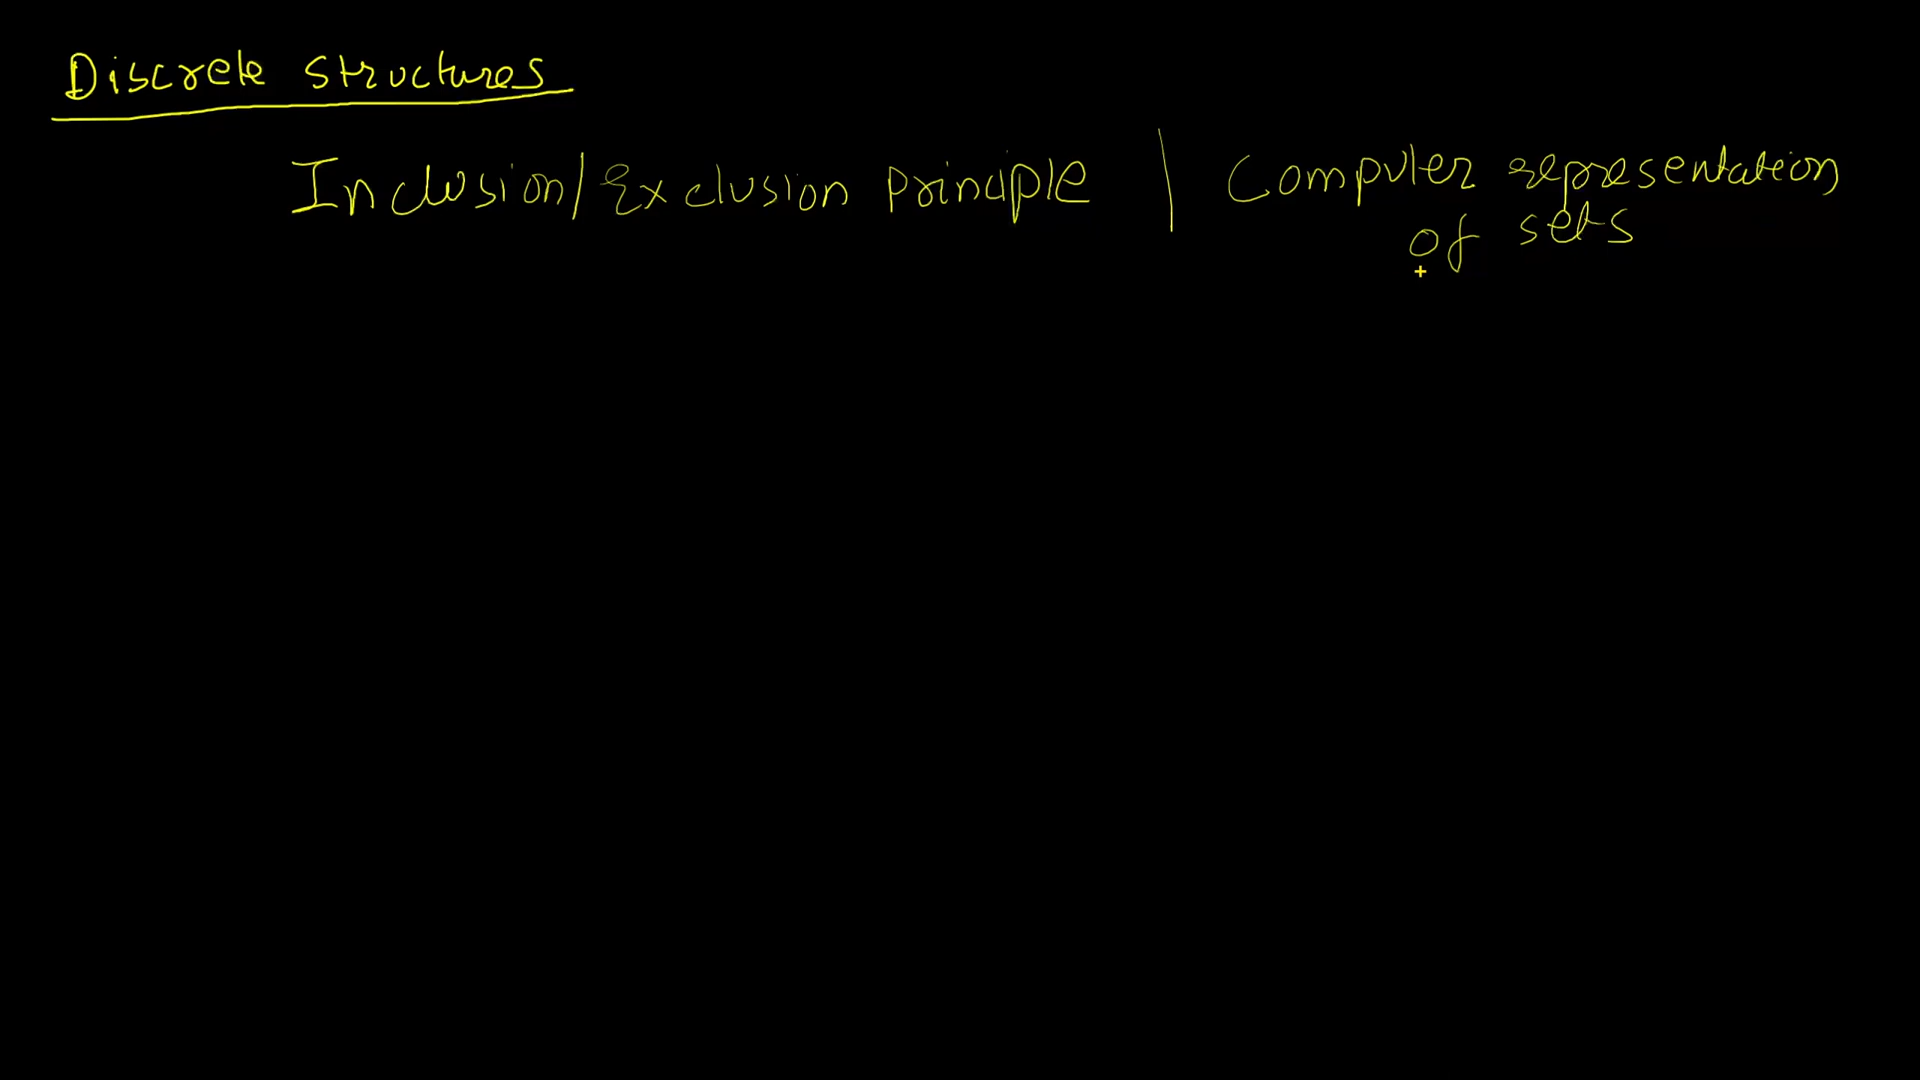 Discrete structures
Inclusion/Exclusion principle | Computer representation
of sets